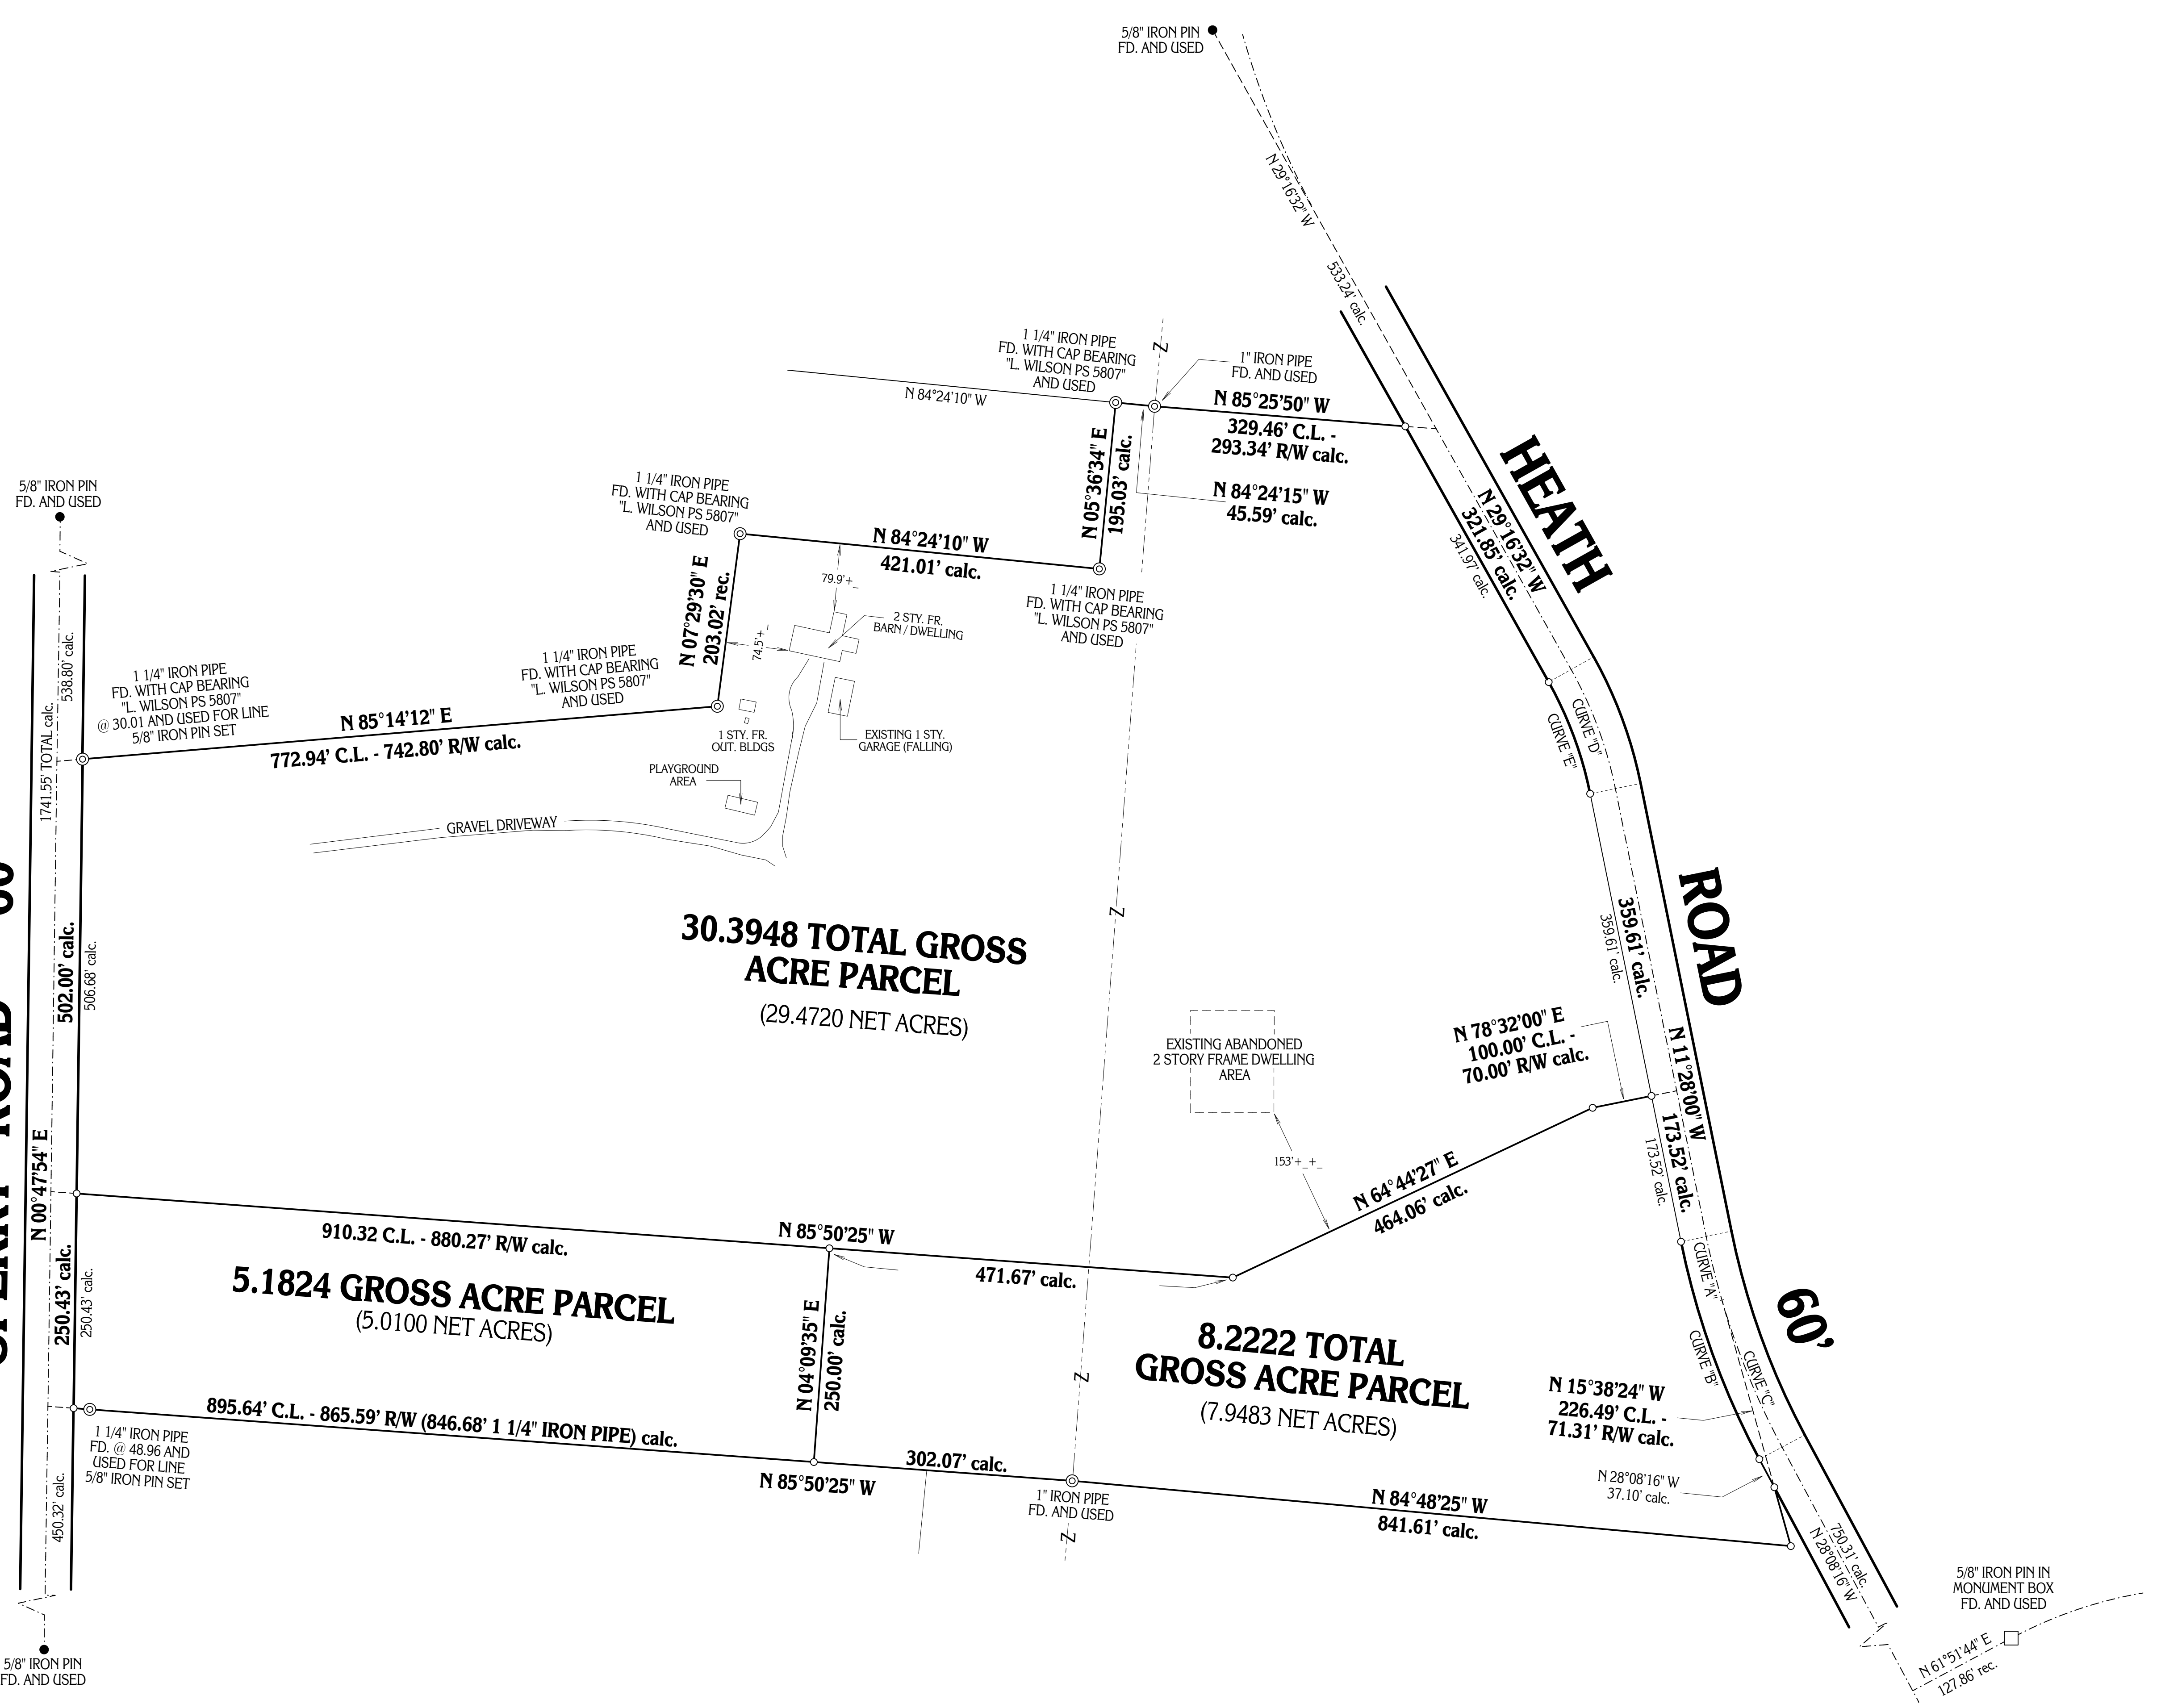 5/8" IRON PIN
FD. AND USED
N 29°16'32" W
533.24' calc.
1 1/4" IRON PIPE
FD. WITH CAP BEARING
"L. WILSON PS 5807"
AND USED
Z
1" IRON PIPE
FD. AND USED
N 84°24'10" W
N 85°25'50" W
329.46' C.L. -
293.34' R/W calc.
N 05°36'34" E
195.03' calc.
N 84°24'15" W
45.59' calc.
HEATH
N 29°16'32" W
321.85' calc.
341.97' calc.
5/8" IRON PIN
FD. AND USED
1 1/4" IRON PIPE
FD. WITH CAP BEARING
"L. WILSON PS 5807"
AND USED
N 84°24'10" W
421.01' calc.
79.9'+_
1 1/4" IRON PIPE
FD. WITH CAP BEARING
"L. WILSON PS 5807"
AND USED
N 07°29'30" E
203.02' rec.
74.5'+_
2 STY. FR.
BARN / DWELLING
538.80' calc.
1741.55' TOTAL calc.
1 1/4" IRON PIPE
FD. WITH CAP BEARING
"L. WILSON PS 5807"
@ 30.01 AND USED FOR LINE
5/8" IRON PIN SET
1 1/4" IRON PIPE
FD. WITH CAP BEARING
"L. WILSON PS 5807"
AND USED
N 85°14'12" E
772.94' C.L. - 742.80' R/W calc.
1 STY. FR.
OUT. BLDGS
EXISTING 1 STY.
GARAGE (FALLING)
PLAYGROUND
AREA
GRAVEL DRIVEWAY
CURVE "D"
CURVE "E"
ROAD
359.61' calc.
359.61' calc.
Z
30.3948 TOTAL GROSS
ACRE PARCEL
(29.4720 NET ACRES)
502.00' calc.
506.68' calc.
ROAD
EXISTING ABANDONED
2 STORY FRAME DWELLING
AREA
153'+_+_
N 78°32'00" E
100.00' C.L. -
70.00' R/W calc.
N 11°28'00" W
173.52' calc.
173.52' calc.
N 64°44'27" E
464.06' calc.
N 00°47'54" E
250.43' calc.
250.43' calc.
910.32 C.L. - 880.27' R/W calc.
N 85°50'25" W
471.67' calc.
5.1824 GROSS ACRE PARCEL
(5.0100 NET ACRES)
N 04°09'35" E
250.00' calc.
8.2222 TOTAL
GROSS ACRE PARCEL
(7.9483 NET ACRES)
Z
CURVE "A"
CURVE "B"
CURVE "C"
60'
N 15°38'24" W
226.49' C.L. -
71.31' R/W calc.
N 28°08'16" W
37.10' calc.
895.64' C.L. - 865.59' R/W (846.68' 1 1/4" IRON PIPE) calc.
1 1/4" IRON PIPE
FD. @ 48.96 AND
USED FOR LINE
5/8" IRON PIN SET
450.32' calc.
302.07' calc.
N 85°50'25" W
1" IRON PIPE
FD. AND USED
Z
N 84°48'25" W
841.61' calc.
750.31' calc.
N 28°08'16" W
5/8" IRON PIN IN
MONUMENT BOX
FD. AND USED
N 61°51'44" E
127.86' rec.
5/8" IRON PIN
FD. AND USED